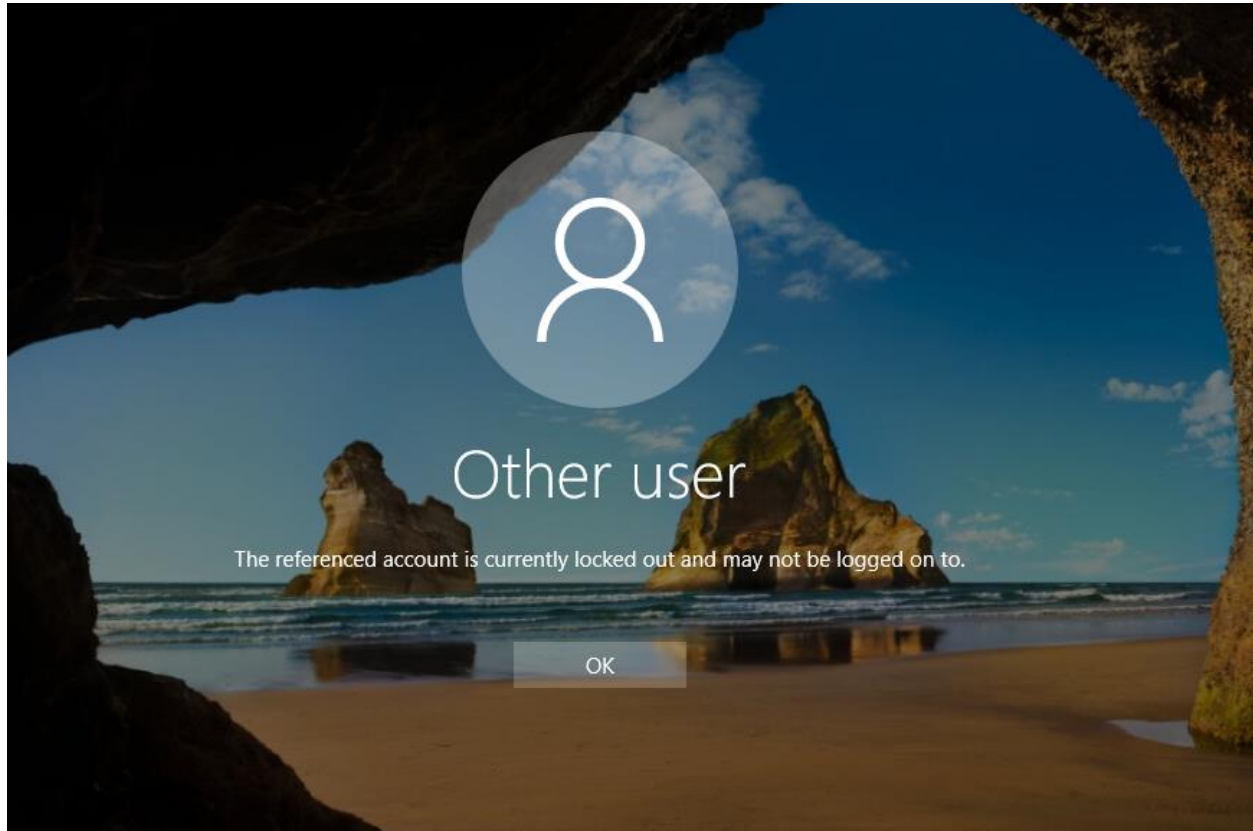 Other user
The referenced account is currently locked out and may not be logged on to.
OK